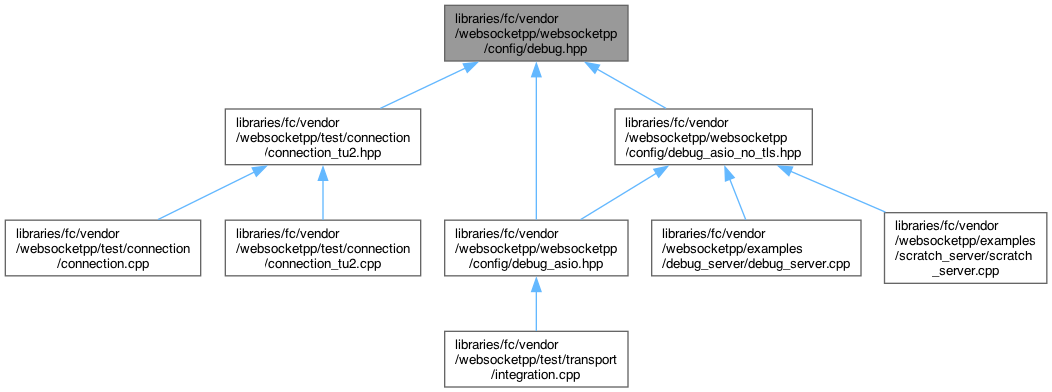 libraries/fc/vendor
/websocketpp/websocketpp
/config/debug.hpp
libraries/fc/vendor
/websocketpp/test/connection
/connection_tu2.hpp
libraries/fc/vendor
/websocketpp/websocketpp
/config/debug_asio_no_tls.hpp
libraries/fc/vendor
/websocketpp/test/connection
/connection.cpp
libraries/fc/vendor
/websocketpp/test/connection
/connection_tu2.cpp
libraries/fc/vendor
/websocketpp/websocketpp
/config/debug_asio.hpp
libraries/fc/vendor
/websocketpp/examples
/debug_server/debug_server.cpp
libraries/fc/vendor
/websocketpp/examples
/scratch_server/scratch
_server.cpp
libraries/fc/vendor
/websocketpp/test/transport
/integration.cpp